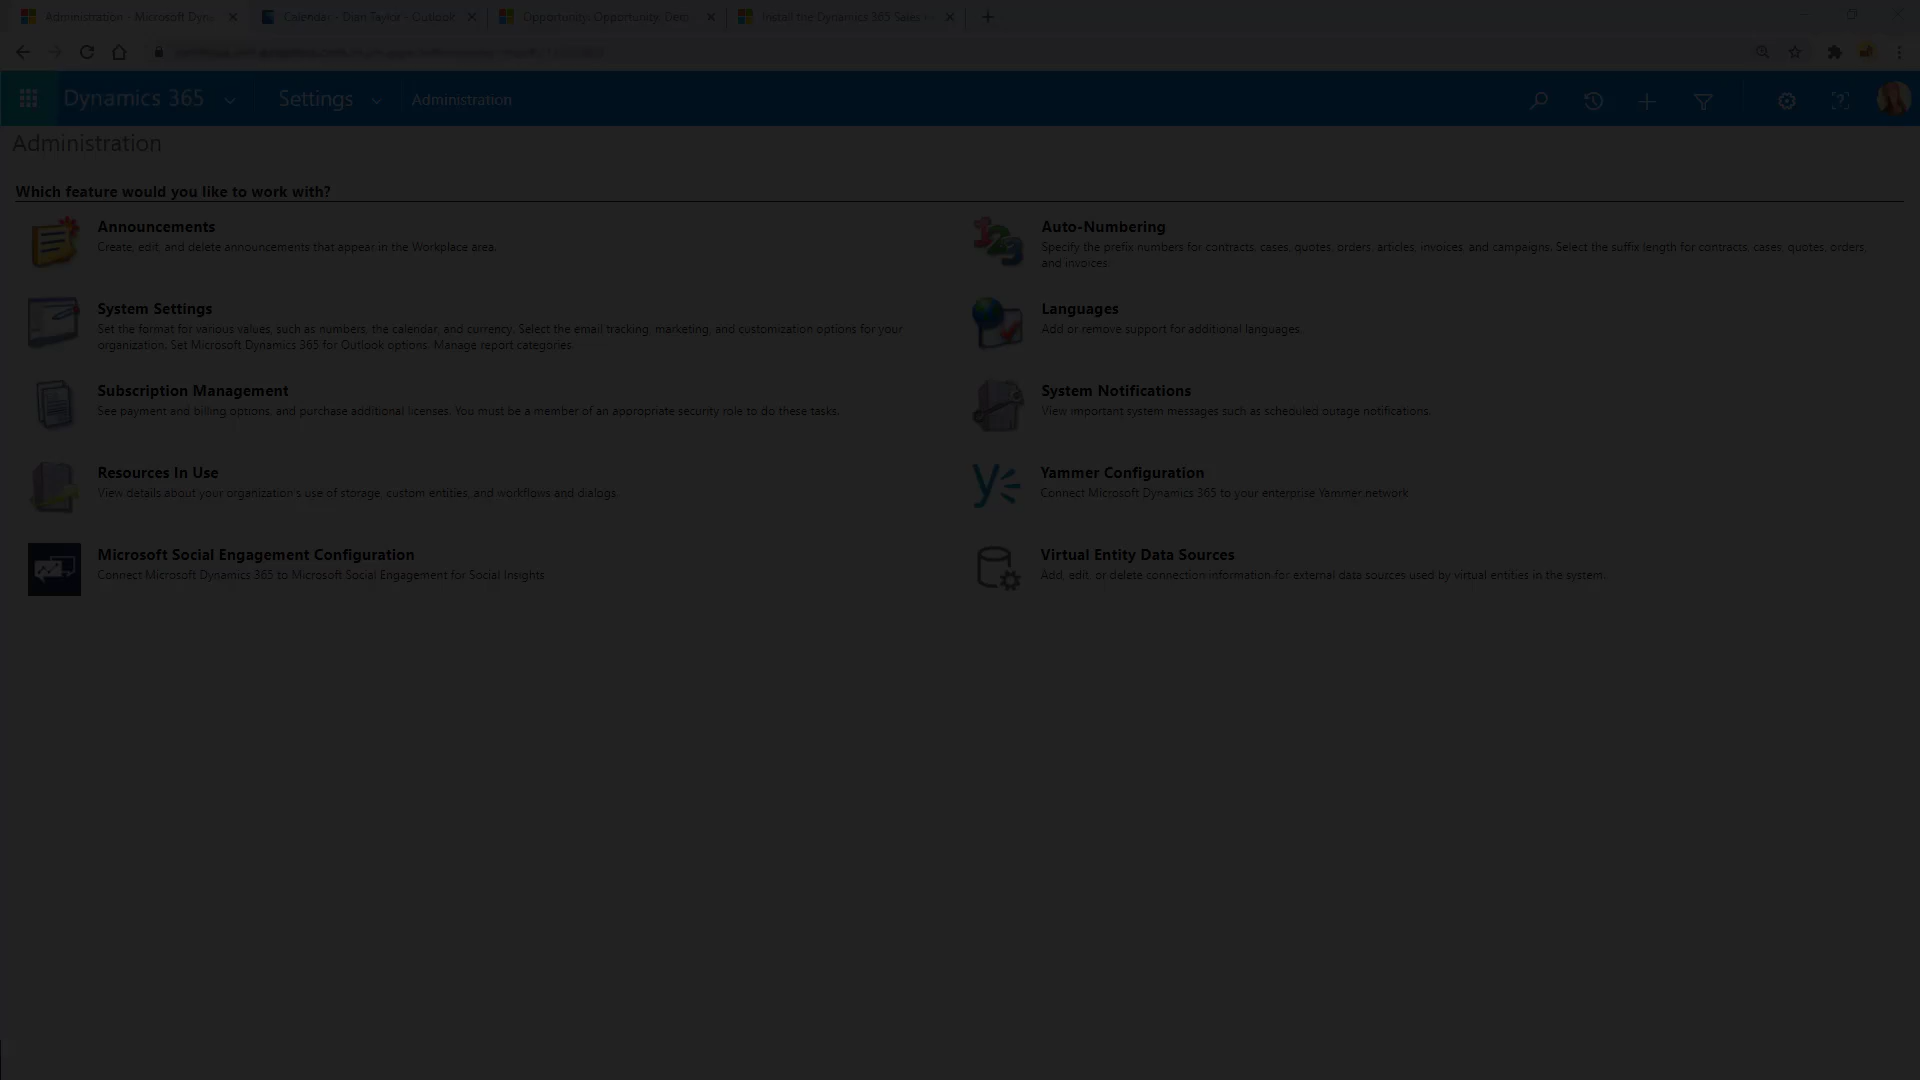 Administration - Microsoft Dyn
Calendar - Dian Taylor - Outlook
Opportunity: Opportunity: Dem
Install the Dynamics 365 Sales
Dynamics 365
Settings
Administration
Administration
Which feature would you like to work with?
Announcements
Create, edit, and delete announcements that appear in the Workplace area.
Auto-Numbering
Specify the prefix numbers for contracts, cases, quotes, orders, articles, invoices, and campaigns. Select the suffix length for contracts, cases, quotes, orders,
and invoices.
System Settings
Set the format for various values, such as numbers, the calendar, and currency. Select the email tracking, marketing, and customization options for your
organization. Set Microsoft Dynamics 365 for Outlook options. Manage report categories.
Languages
Add or remove support for additional languages.
Subscription Management
See payment and billing options, and purchase additional licenses. You must be a member of an appropriate security role to do these tasks.
System Notifications
View important system messages such as scheduled outage notifications.
Resources In Use
View details about your organization's use of storage, custom entities, and workflows and dialogs.
Yammer Configuration
Connect Microsoft Dynamics 365 to your enterprise Yammer network
Microsoft Social Engagement Configuration
Connect Microsoft Dynamics 365 to Microsoft Social Engagement for Social Insights
Virtual Entity Data Sources
Add, edit, or delete connection information for external data sources used by virtual entities in the system.